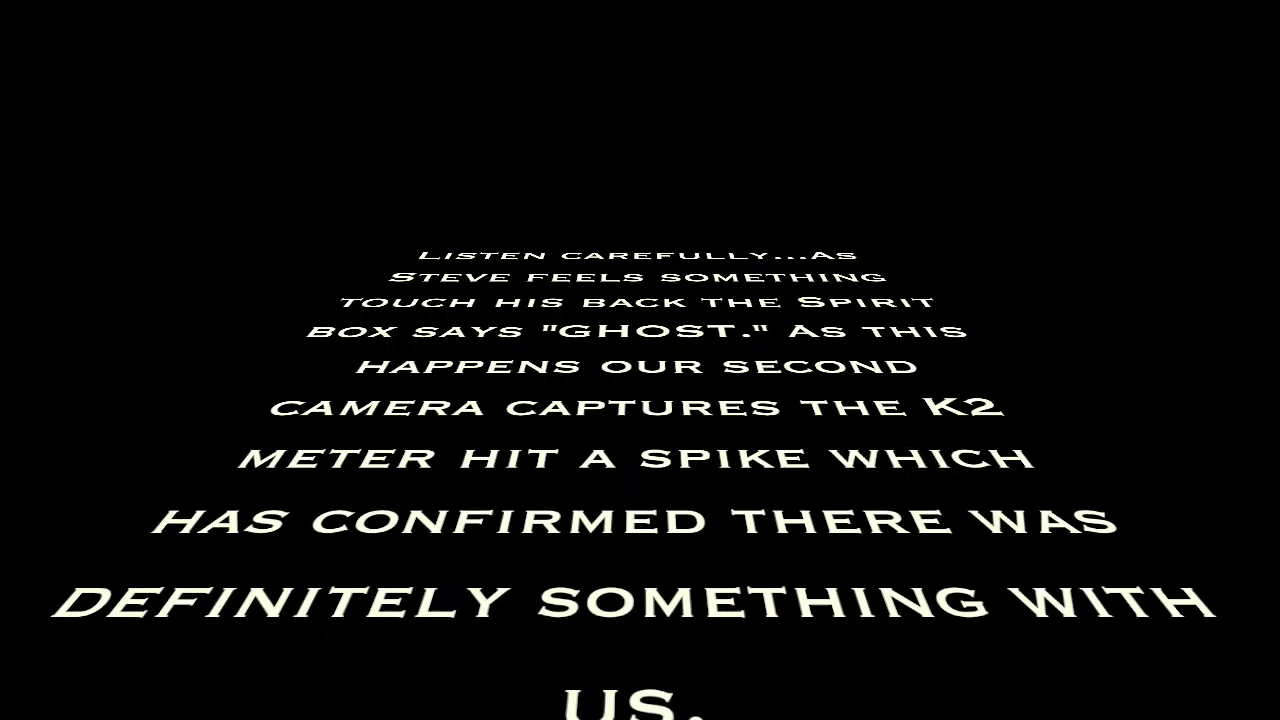 Listen carefully...As
Steve feels something
touch his back the Spirit
box says "GHOST." As this
happens our second
camera captures the K2
meter hit a spike which
has confirmed there was
definitely something with
us.